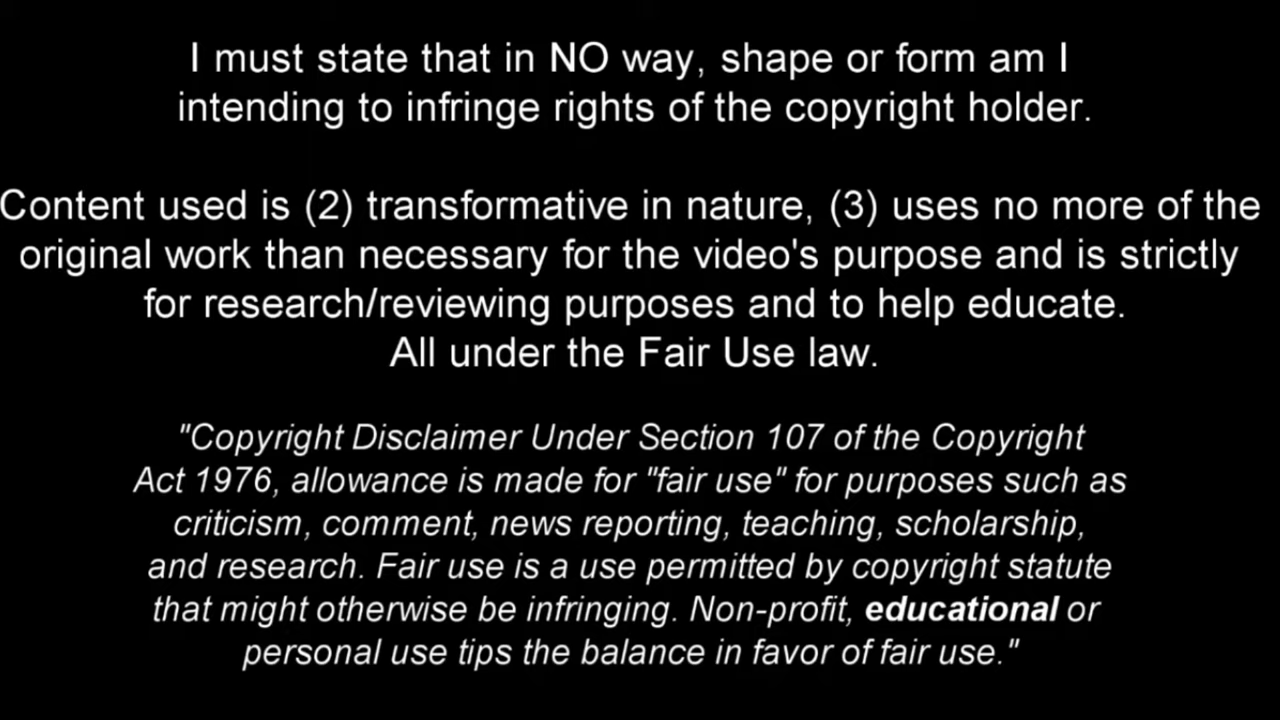 I must state that in NO way, shape or form am I
intending to infringe rights of the copyright holder.
Content used is (2) transformative in nature, (3) uses no more of the
original work than necessary for the video's purpose and is strictly
for research/reviewing purposes and to help educate.
All under the Fair Use law.
"Copyright Disclaimer Under Section 107 of the Copyright
Act 1976, allowance is made for "fair use" for purposes such as
criticism, comment, news reporting, teaching, scholarship,
and research. Fair use is a use permitted by copyright statute
that might otherwise be infringing. Non-profit, educational or
personal use tips the balance in favor of fair use."